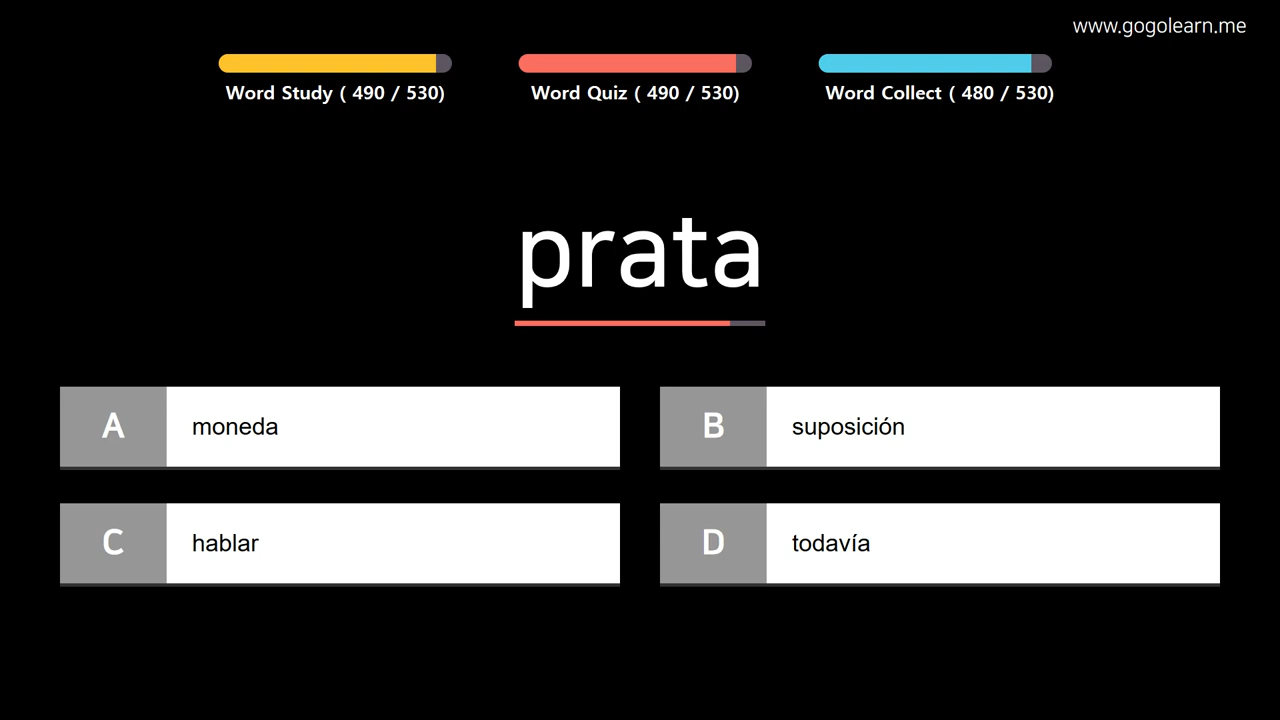 www.gogolearn.me
Word Study ( 490 / 530)
Word Quiz ( 490 / 530)
Word Collect ( 480 / 530)
prata
A moneda
B suposición
C hablar
D todavía